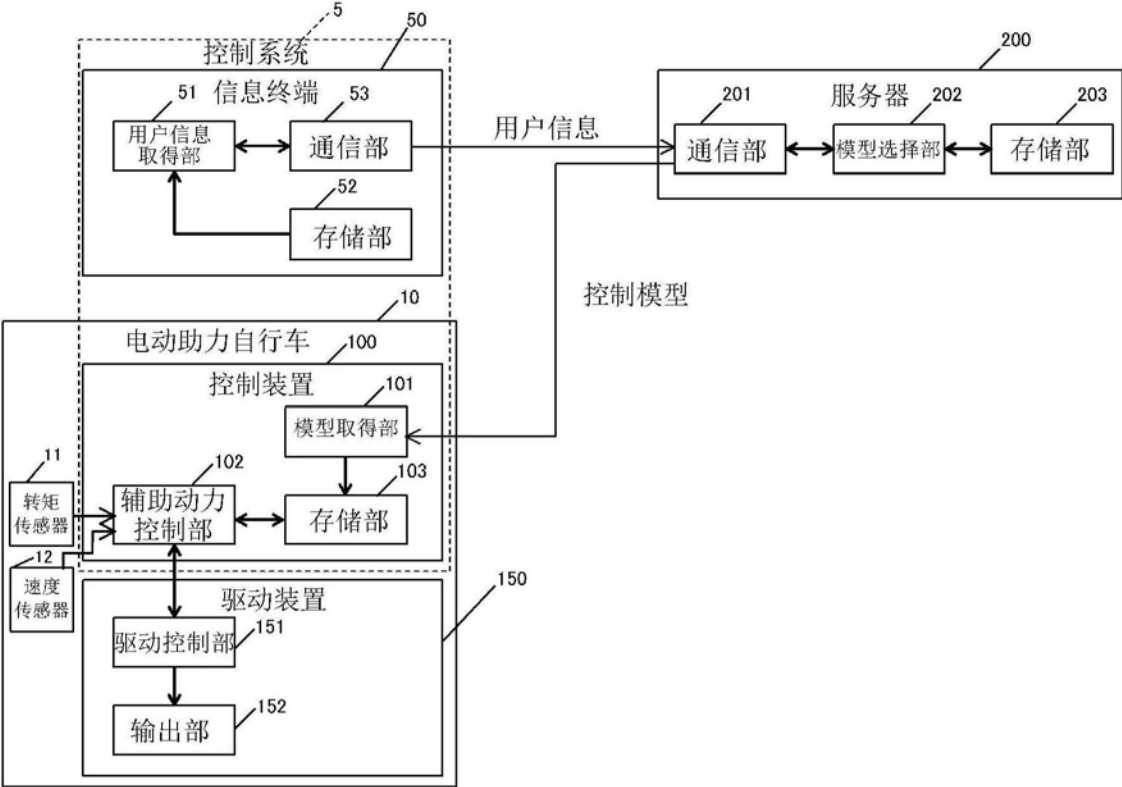 5
控制系统
50
信息终端
51
用户信息
取得部
53
通信部
52
存储部
用户信息
200
服务器
201
通信部
202
模型选择部
203
存储部
控制模型
10
电动助力自行车
100
控制装置
101
模型取得部
102
辅助动力
控制部
103
存储部
11
转矩
传感器
12
速度
传感器
150
驱动装置
151
驱动控制部
152
输出部